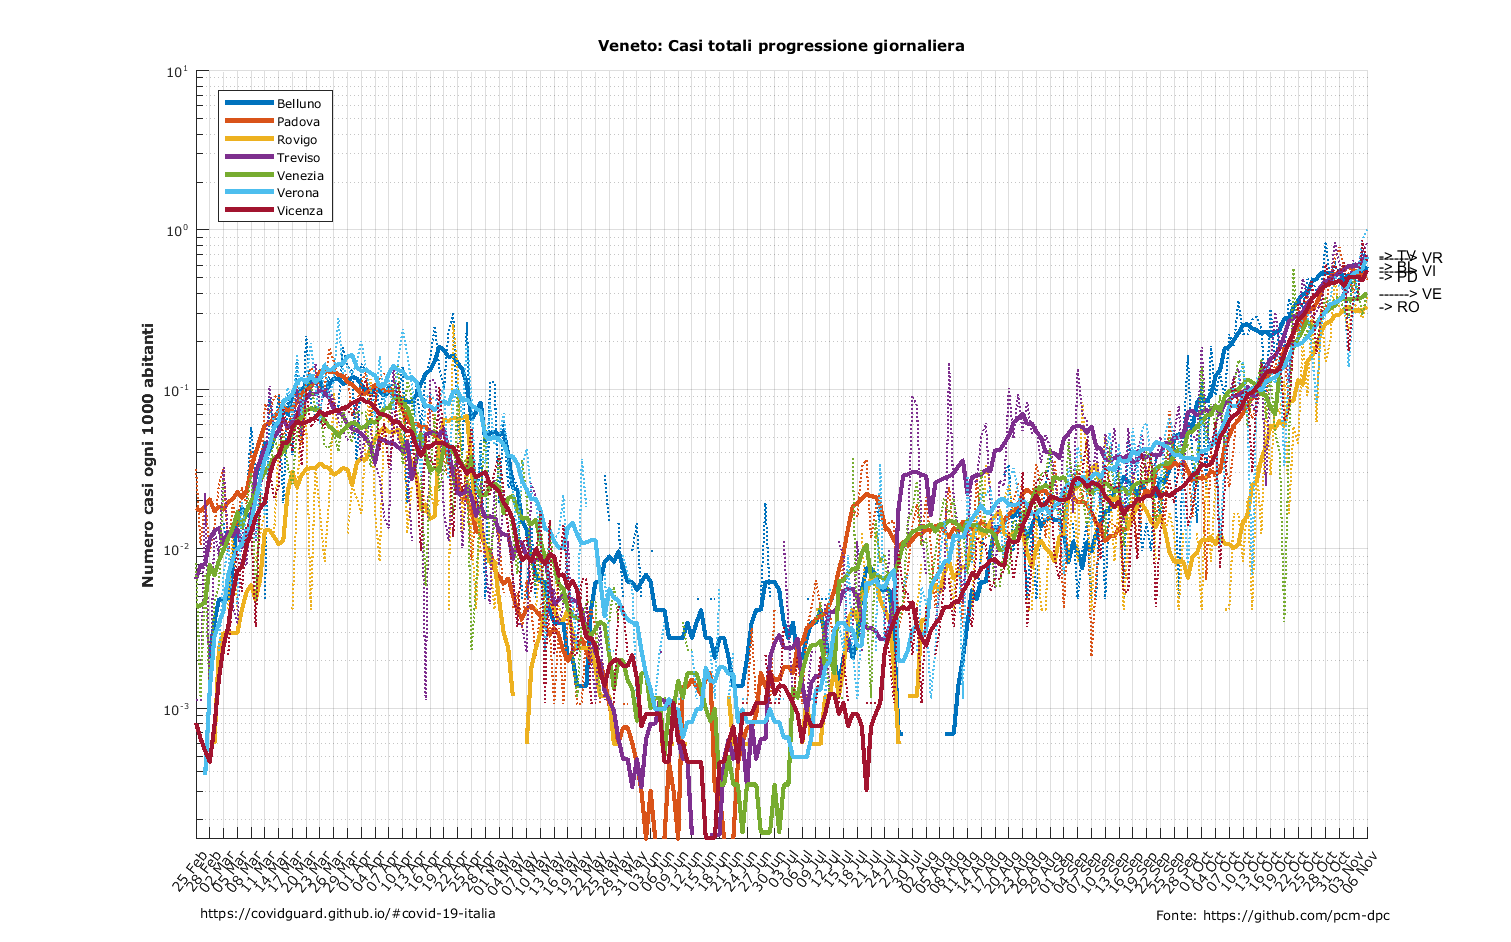 Veneto: Casi totali progressione giornaliera
Numero casi ogni 1000 abitanti
10¹
10⁰
10⁻¹
10⁻²
10⁻³
Belluno
Padova
Rovigo
Treviso
Venezia
Verona
Vicenza
-> TV
------> VR
-> BL
------> VI
-> PD
------> VE
-> RO
25 Feb
28 Feb
02 Mar
05 Mar
08 Mar
11 Mar
14 Mar
17 Mar
20 Mar
23 Mar
26 Mar
29 Mar
01 Apr
04 Apr
07 Apr
10 Apr
13 Apr
16 Apr
19 Apr
22 Apr
25 Apr
28 Apr
01 May
04 May
07 May
10 May
13 May
16 May
19 May
22 May
25 May
28 May
31 May
03 Jun
06 Jun
09 Jun
12 Jun
15 Jun
18 Jun
21 Jun
24 Jun
27 Jun
30 Jun
03 Jul
06 Jul
09 Jul
12 Jul
15 Jul
18 Jul
21 Jul
24 Jul
27 Jul
30 Jul
02 Aug
05 Aug
08 Aug
11 Aug
14 Aug
17 Aug
20 Aug
23 Aug
26 Aug
29 Aug
01 Sep
04 Sep
07 Sep
10 Sep
13 Sep
16 Sep
19 Sep
22 Sep
25 Sep
28 Sep
01 Oct
04 Oct
07 Oct
10 Oct
13 Oct
16 Oct
19 Oct
22 Oct
25 Oct
28 Oct
31 Oct
03 Nov
06 Nov
https://covidguard.github.io/#covid-19-italia
Fonte: https://github.com/pcm-dpc